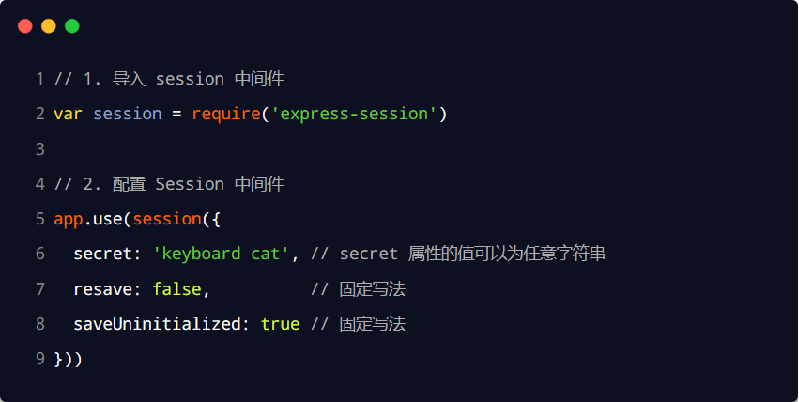 1 // 1. 导入 session 中间件
2 var session = require('express-session')
3
4 // 2. 配置 Session 中间件
5 app.use(session({
6   secret: 'keyboard cat', // secret 属性的值可以为任意字符串
7   resave: false,          // 固定写法
8   saveUninitialized: true // 固定写法
9 }))